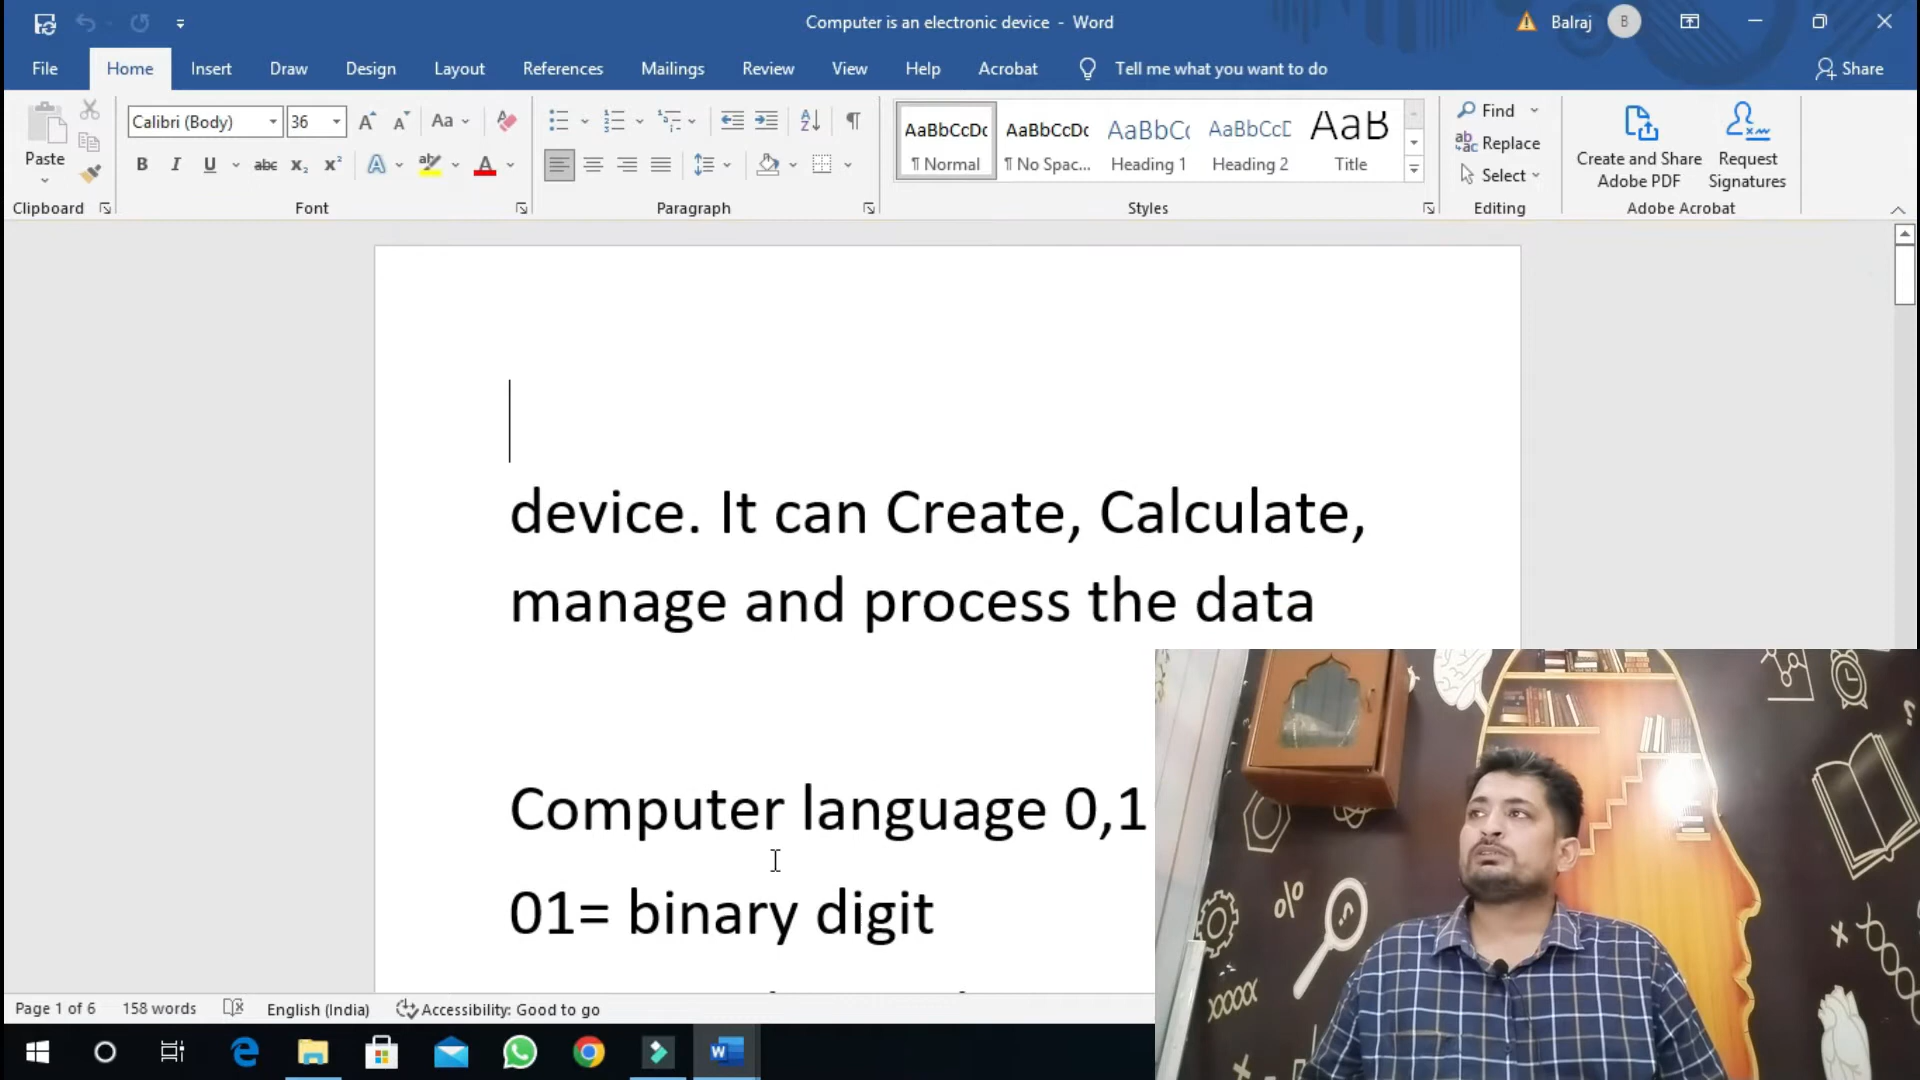 Computer is an electronic device - Word
Balraj
B
File
Home
Insert
Draw
Design
Layout
References
Mailings
Review
View
Help
Acrobat
Tell me what you want to do
Share
Paste
Calibri (Body)
36
Aa
Find
Replace
Select
AaBbCcDc
¶ Normal
AaBbCcDc
¶ No Spac...
AaBbCc
Heading 1
AaBbCcD
Heading 2
AaB
Title
Create and Share
Adobe PDF
Request
Signatures
Clipboard
Font
Paragraph
Styles
Editing
Adobe Acrobat
device. It can Create, Calculate,
manage and process the data
Computer language 0,1
01= binary digit
Page 1 of 6
158 words
English (India)
Accessibility: Good to go